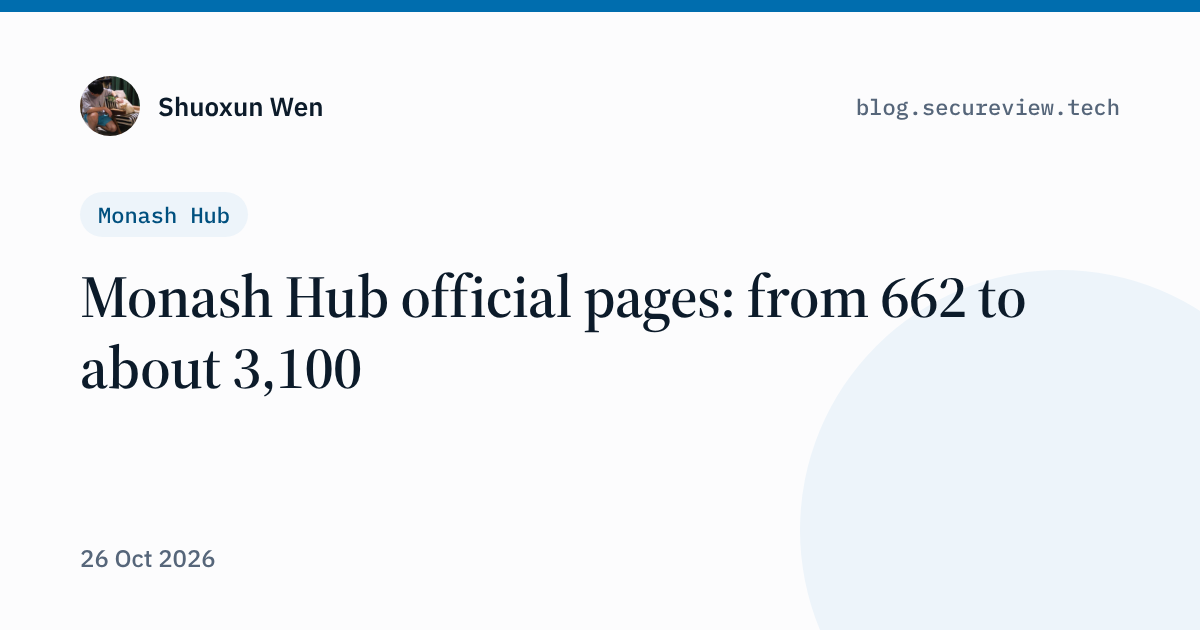 Shuoxun Wen
blog.secureview.tech
Monash Hub
Monash Hub official pages: from 662 to
about 3,100
26 Oct 2026